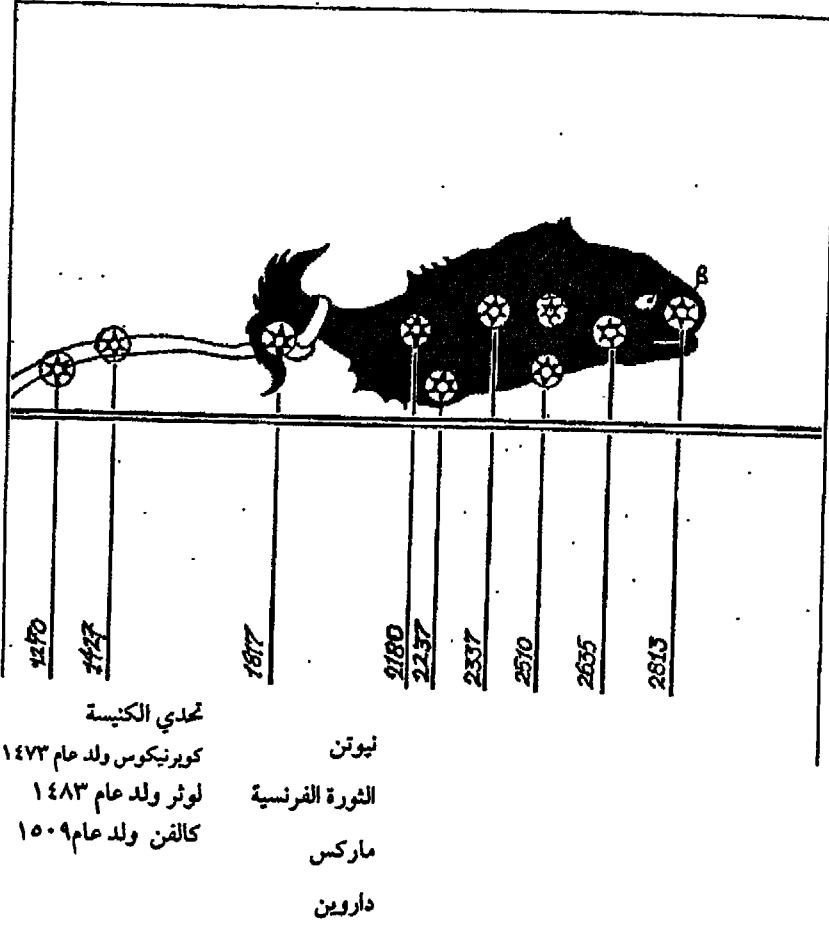 β
1270
1427
1817
2180
2237
2337
2510
2635
2813
تحدي الكنيسة
كوبرنيكوس ولد عام ١٤٧٣
لوثر ولد عام ١٤٨٣
كالفن ولد عام ١٥٠٩
نيوتن
الثورة الفرنسية
ماركس
داروين